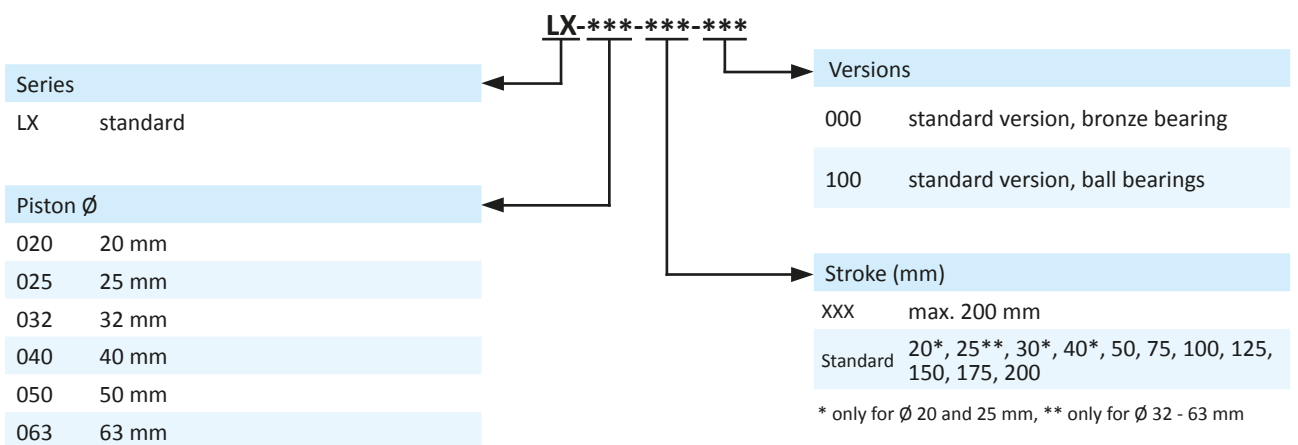 LX-***-***-***
Series
LX standard
Piston Ø
020 20 mm
025 25 mm
032 32 mm
040 40 mm
050 50 mm
063 63 mm
Versions
000 standard version, bronze bearing
100 standard version, ball bearings
Stroke (mm)
XXX max. 200 mm
Standard 20*, 25**, 30*, 40*, 50, 75, 100, 125,
150, 175, 200
* only for Ø 20 and 25 mm, ** only for Ø 32 - 63 mm